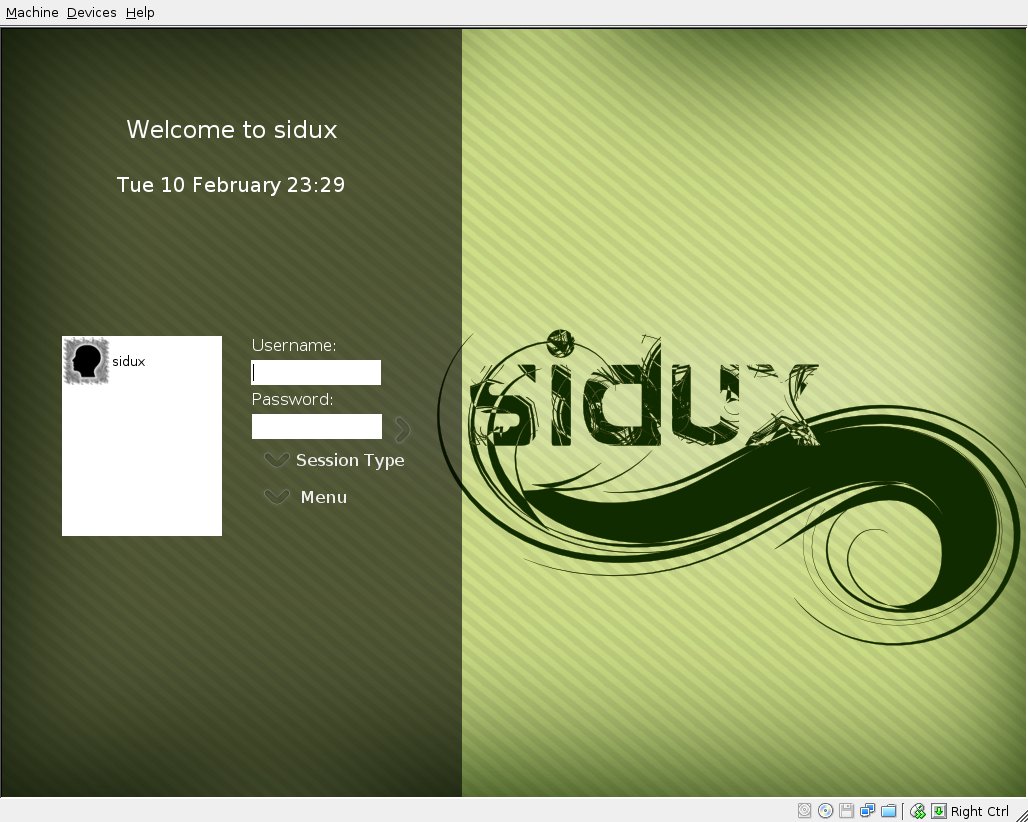 Machine Devices Help
Welcome to sidux
Tue 10 February 23:29
sidux
Username:
Password:
Session Type
Menu
sidux
Right Ctrl